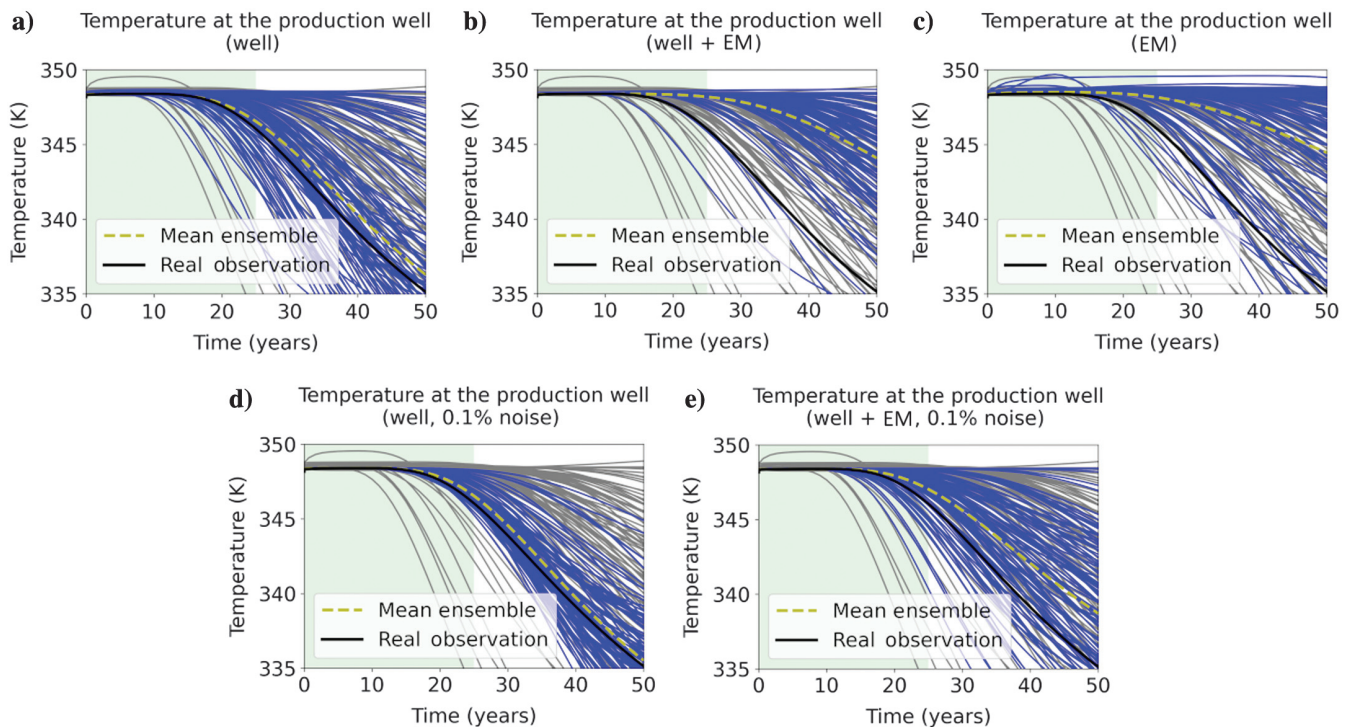 a)
Temperature at the production well
(well)
350
345
340
335
Temperature (K)
Mean ensemble
Real observation
0 10 20 30 40 50
Time (years)
b)
Temperature at the production well
(well + EM)
350
345
340
335
Temperature (K)
Mean ensemble
Real observation
0 10 20 30 40 50
Time (years)
c)
Temperature at the production well
(EM)
350
345
340
335
Temperature (K)
Mean ensemble
Real observation
0 10 20 30 40 50
Time (years)
d)
Temperature at the production well
(well, 0.1% noise)
350
345
340
335
Temperature (K)
Mean ensemble
Real observation
0 10 20 30 40 50
Time (years)
e)
Temperature at the production well
(well + EM, 0.1% noise)
350
345
340
335
Temperature (K)
Mean ensemble
Real observation
0 10 20 30 40 50
Time (years)